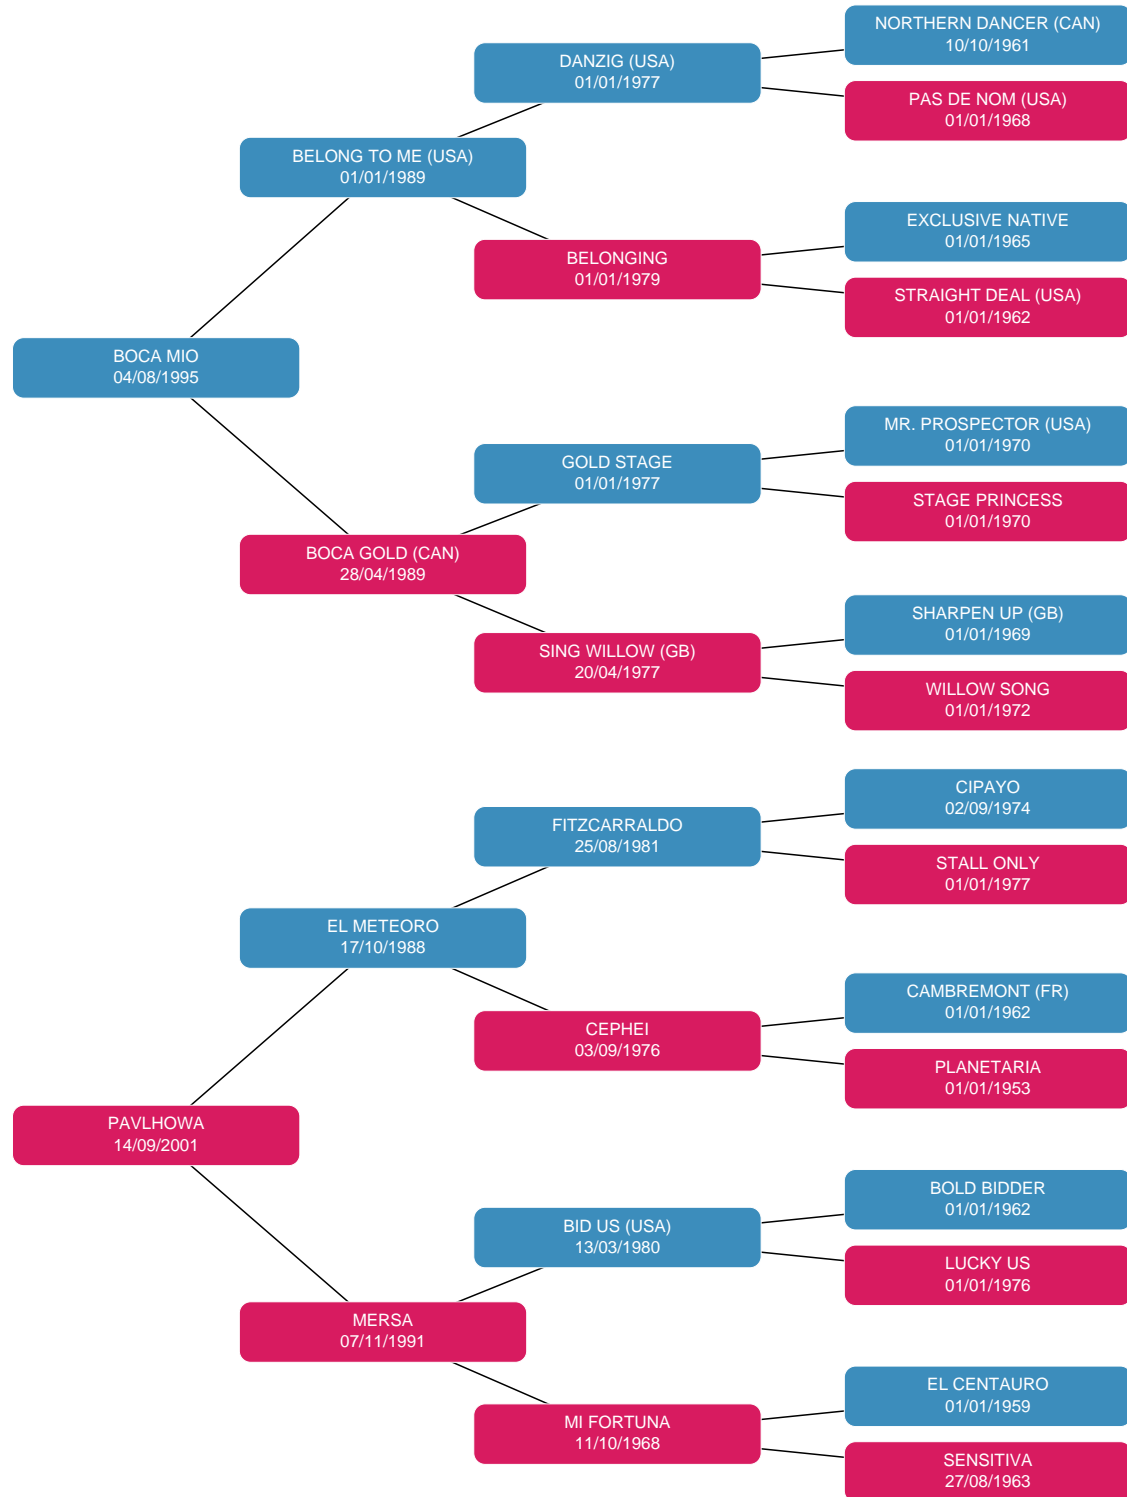 NORTHERN DANCER (CAN)
10/10/1961
DANZIG (USA)
01/01/1977
PAS DE NOM (USA)
01/01/1968
BELONG TO ME (USA)
01/01/1989
EXCLUSIVE NATIVE
01/01/1965
BELONGING
01/01/1979
STRAIGHT DEAL (USA)
01/01/1962
BOCA MIO
04/08/1995
MR. PROSPECTOR (USA)
01/01/1970
GOLD STAGE
01/01/1977
STAGE PRINCESS
01/01/1970
BOCA GOLD (CAN)
28/04/1989
SHARPEN UP (GB)
01/01/1969
SING WILLOW (GB)
20/04/1977
WILLOW SONG
01/01/1972
CIPAYO
02/09/1974
FITZCARRALDO
25/08/1981
STALL ONLY
01/01/1977
EL METEORO
17/10/1988
CAMBREMONT (FR)
01/01/1962
CEPHEI
03/09/1976
PLANETARIA
01/01/1953
PAVLHOWA
14/09/2001
BOLD BIDDER
01/01/1962
BID US (USA)
13/03/1980
LUCKY US
01/01/1976
MERSA
07/11/1991
EL CENTAURO
01/01/1959
MI FORTUNA
11/10/1968
SENSITIVA
27/08/1963